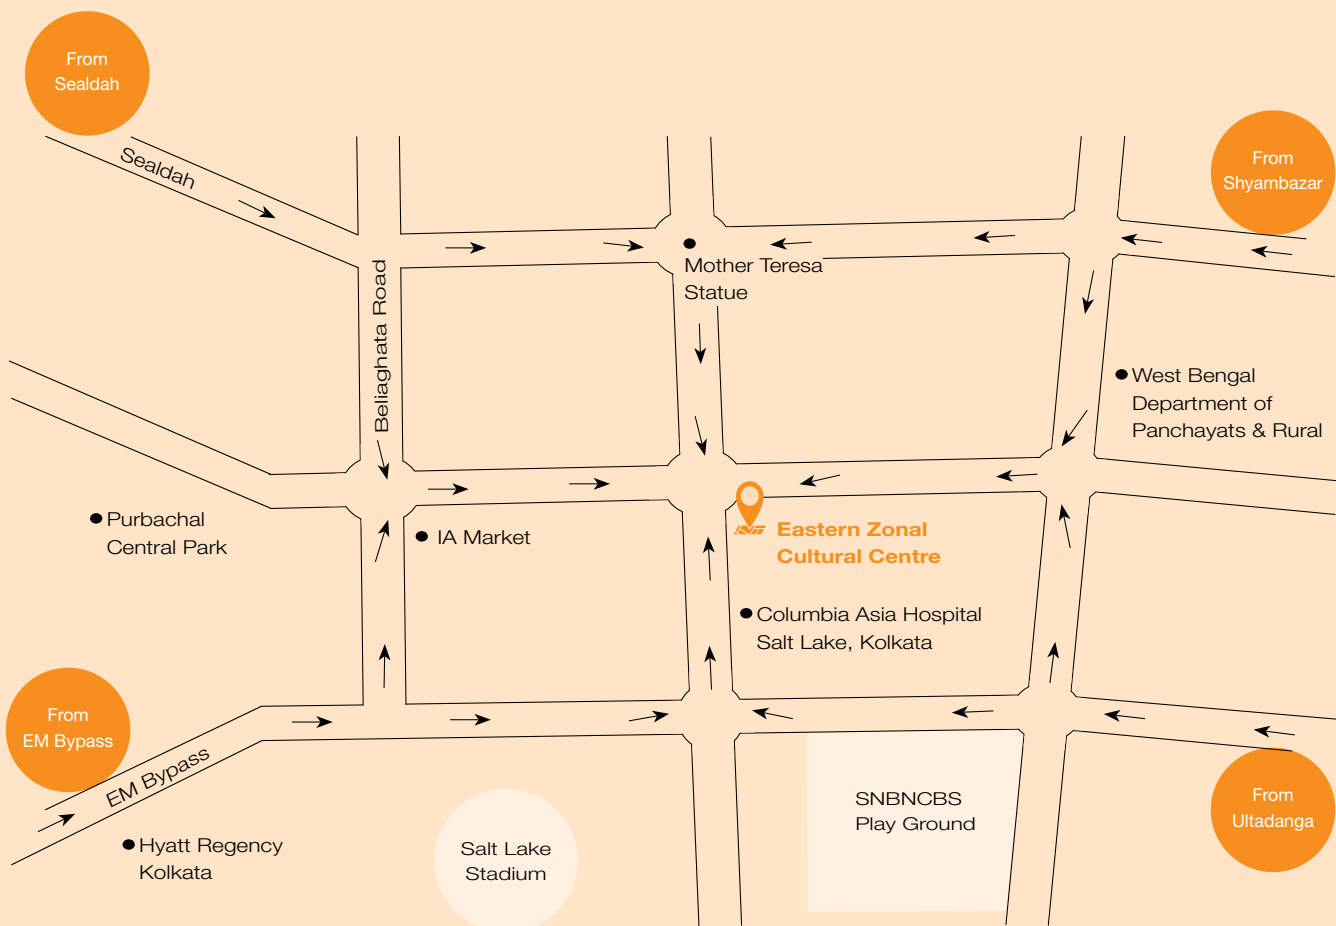 From
Sealdah
Sealdah
From
Shyambazar
Beliaghata Road
Mother Teresa
Statue
West Bengal
Department of
Panchayats & Rural
Purbachal
Central Park
IA Market
Eastern Zonal
Cultural Centre
Columbia Asia Hospital
Salt Lake, Kolkata
From
EM Bypass
EM Bypass
Hyatt Regency
Kolkata
Salt Lake
Stadium
SNBNCBS
Play Ground
From
Ultadanga